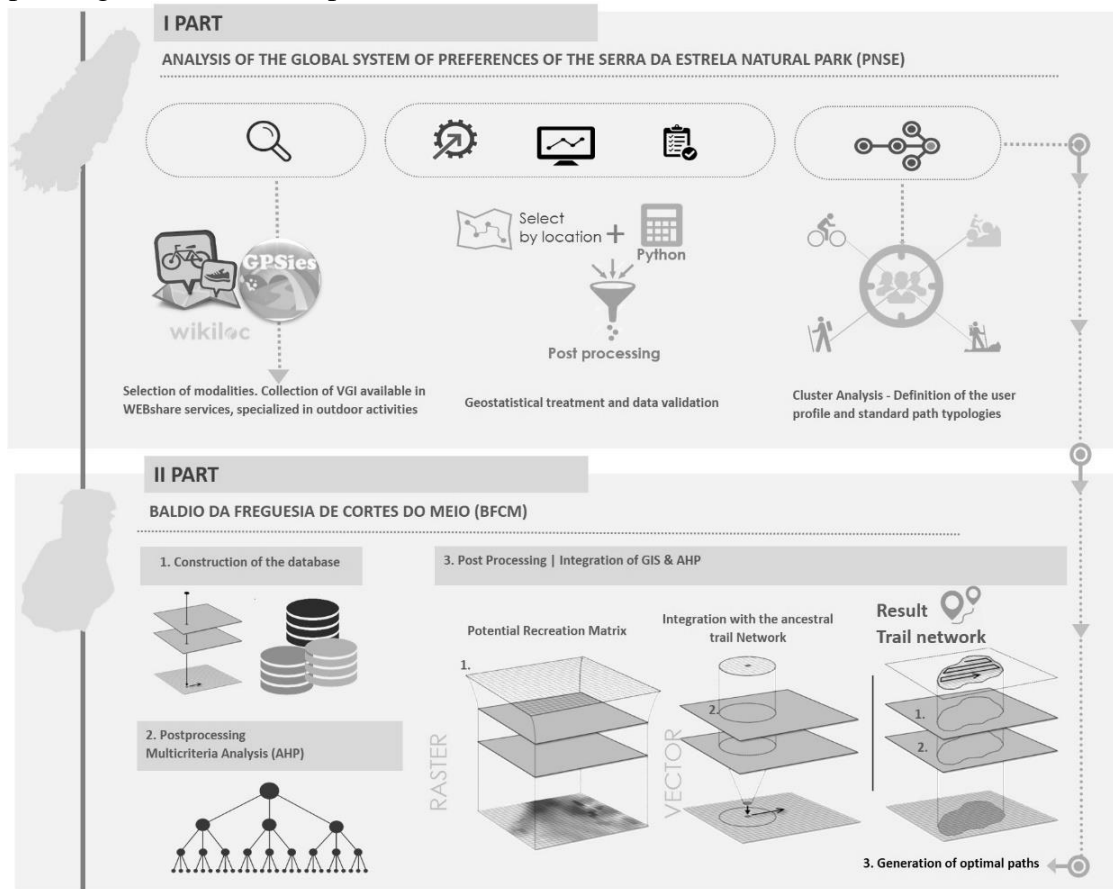 I PART
ANALYSIS OF THE GLOBAL SYSTEM OF PREFERENCES OF THE SERRA DA ESTRELA NATURAL PARK (PNSE)
GPSies
wikiloc
Select
by location
+
Python
Post processing
Selection of modalities. Collection of VGI available in
WEBshare services, specialized in outdoor activities
Geostatistical treatment and data validation
Cluster Analysis - Definition of the user
profile and standard path typologies
II PART
BALDIO DA FREGUESIA DE CORTES DO MEIO (BFCM)
1. Construction of the database
2. Postprocessing
Multicriteria Analysis (AHP)
3. Post Processing | Integration of GIS & AHP
Potential Recreation Matrix
1.
RASTER
Integration with the ancestral
trail Network
2.
VECTOR
Result
Trail network
1.
2.
3. Generation of optimal paths